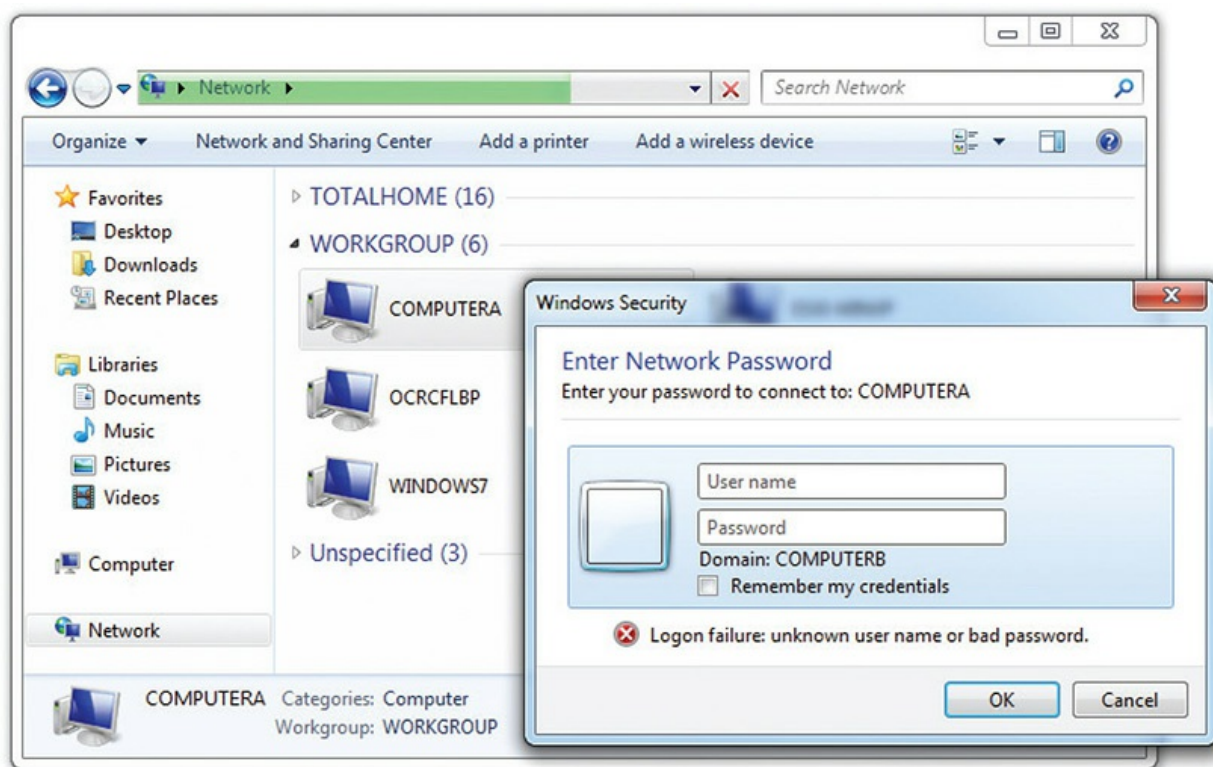 Network
Search Network
Organize Network and Sharing Center Add a printer Add a wireless device
Favorites
Desktop
Downloads
Recent Places
Libraries
Documents
Music
Pictures
Videos
Computer
Network
TOTALHOME (16)
WORKGROUP (6)
COMPUTERA
OCRCFLBP
WINDOWS7
Unspecified (3)
COMPUTERA Categories: Computer
Workgroup: WORKGROUP
Windows Security
Enter Network Password
Enter your password to connect to: COMPUTERA
User name
Password
Domain: COMPUTERB
Remember my credentials
Logon failure: unknown user name or bad password.
OK Cancel